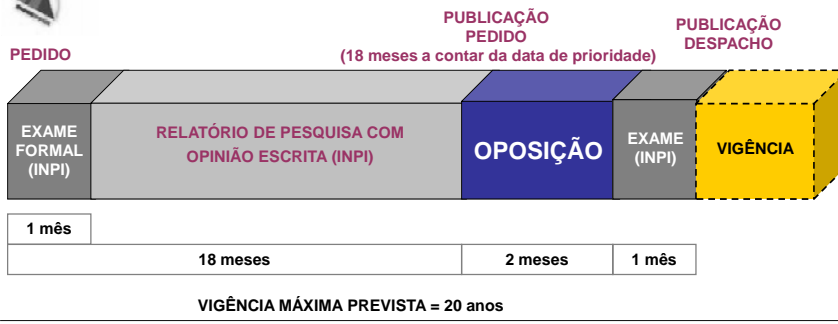 PUBLICAÇÃO
PEDIDO
(18 meses a contar da data de prioridade)
PUBLICAÇÃO
DESPACHO
PEDIDO
EXAME
FORMAL
(INPI)
RELATÓRIO DE PESQUISA COM
OPINIÃO ESCRITA (INPI)
OPOSIÇÃO
EXAME
(INPI)
VIGÊNCIA
1 mês
18 meses
2 meses
1 mês
VIGÊNCIA MÁXIMA PREVISTA = 20 anos